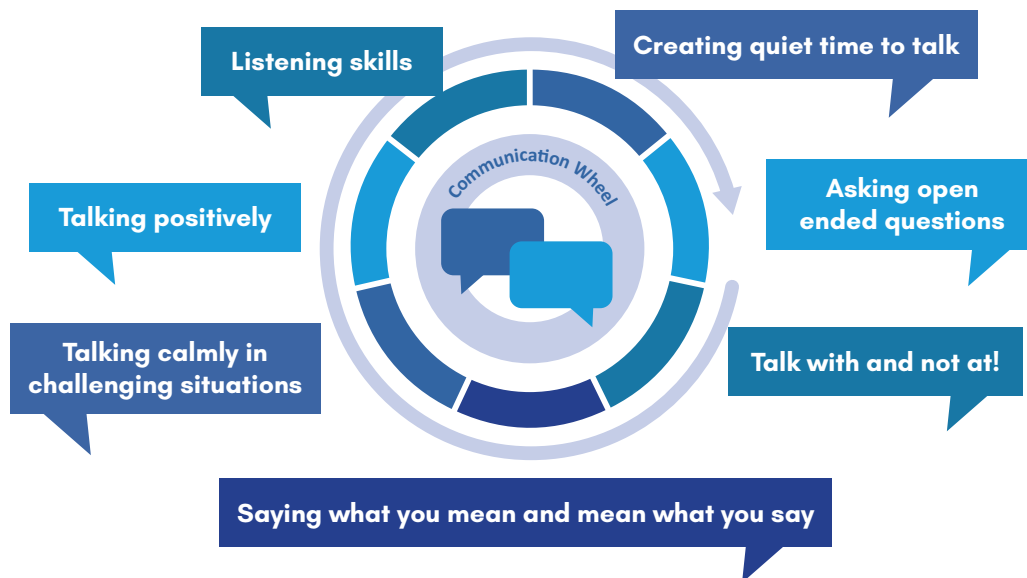 Listening skills
Creating quiet time to talk
Communication Wheel
Talking positively
Asking open
ended questions
Talking calmly in
challenging situations
Talk with and not at!
Saying what you mean and mean what you say